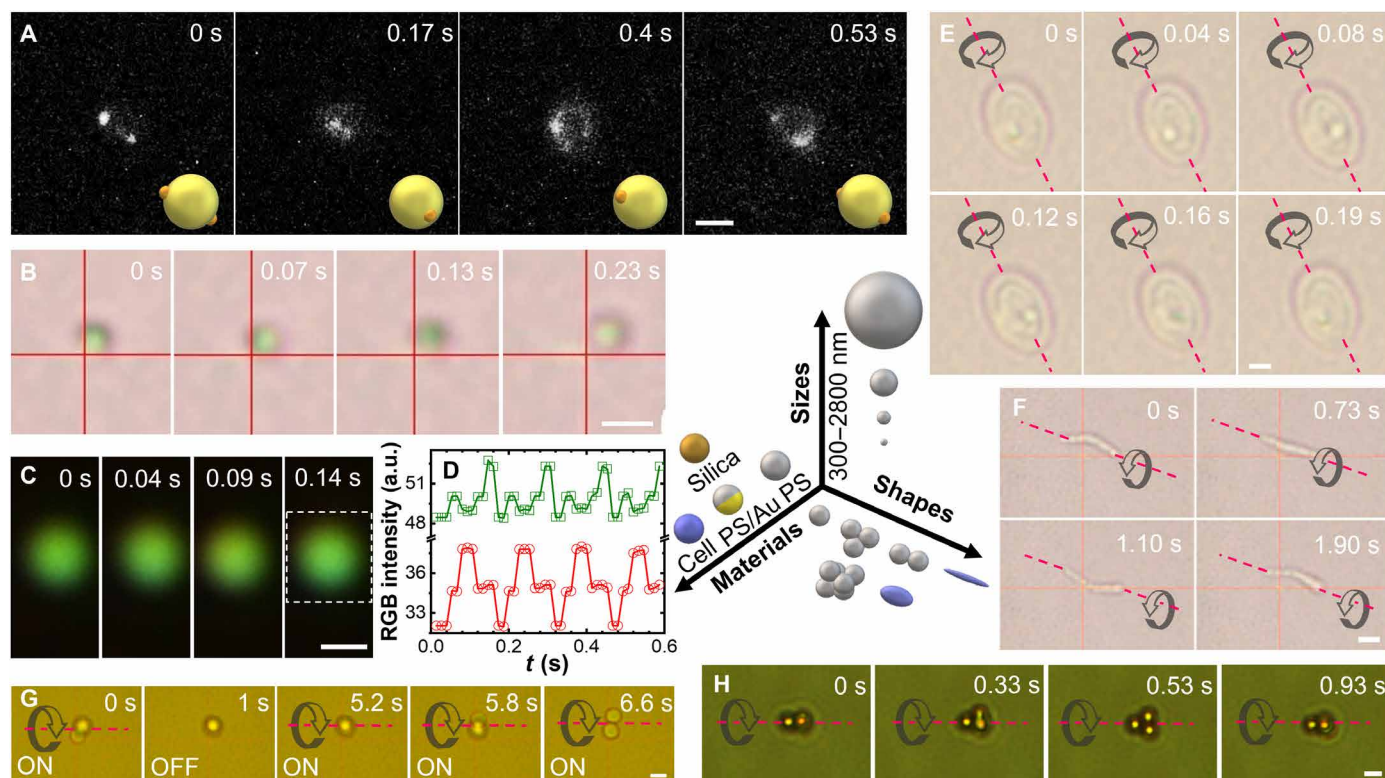 A
0 s
0.17 s
0.4 s
0.53 s
B
0 s
0.07 s
0.13 s
0.23 s
C
0 s
0.04 s
0.09 s
0.14 s
D
RGB intensity (a.u.)
51
48
36
33
0.0
0.2
0.4
0.6
t (s)
Silica
Cell PS/Au PS
Materials
Sizes
300–2800 nm
Shapes
E
0 s
0.04 s
0.08 s
0.12 s
0.16 s
0.19 s
F
0 s
0.73 s
1.10 s
1.90 s
G
0 s
1 s
5.2 s
5.8 s
6.6 s
ON
OFF
ON
ON
ON
H
0 s
0.33 s
0.53 s
0.93 s